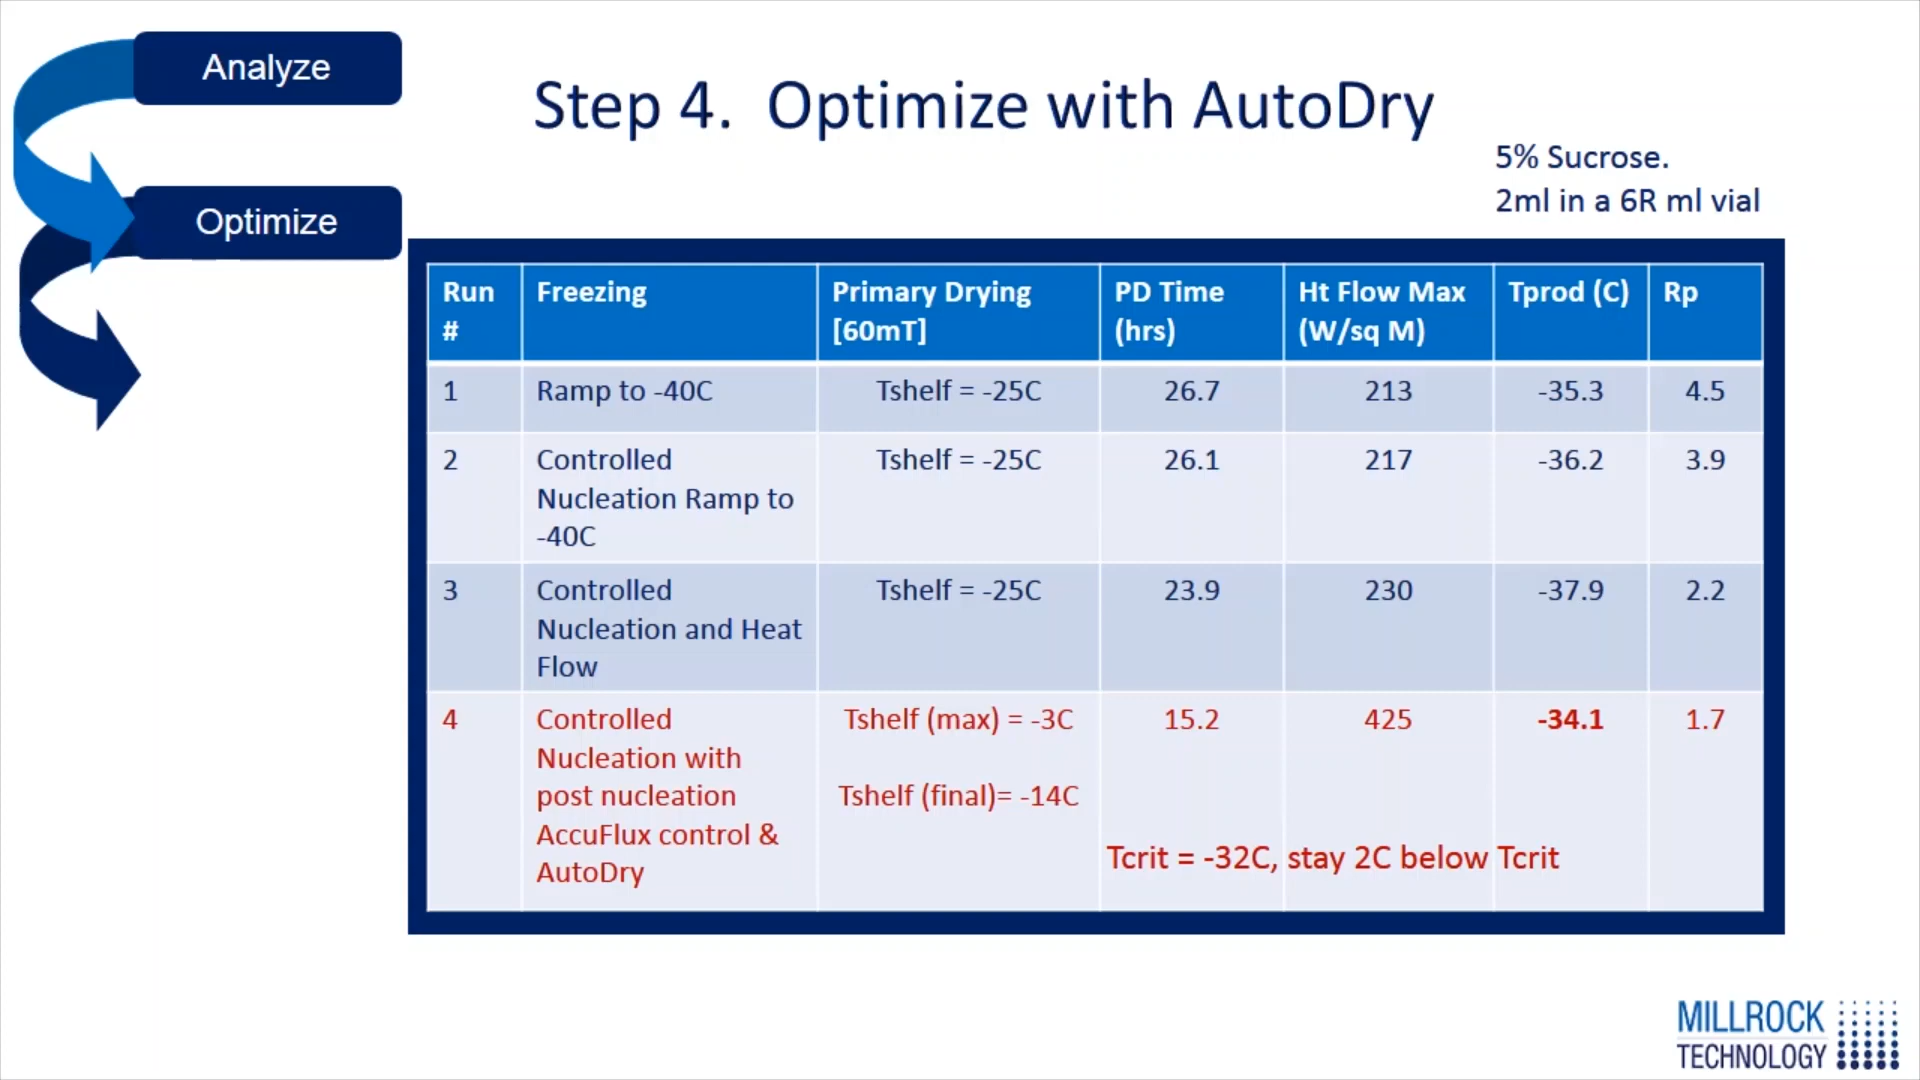 Analyze
Optimize
Step 4.  Optimize with AutoDry
5% Sucrose.
2ml in a 6R ml vial
Run # Freezing Primary Drying [60mT] PD Time (hrs) Ht Flow Max (W/sq M) Tprod (C) Rp
1 Ramp to -40C Tshelf = -25C 26.7 213 -35.3 4.5
2 Controlled Nucleation Ramp to -40C Tshelf = -25C 26.1 217 -36.2 3.9
3 Controlled Nucleation and Heat Flow Tshelf = -25C 23.9 230 -37.9 2.2
4 Controlled Nucleation with post nucleation AccuFlux control & AutoDry Tshelf (max) = -3C Tshelf (final)= -14C 15.2 425 -34.1 1.7
Tcrit = -32C, stay 2C below Tcrit
MILLROCK
TECHNOLOGY